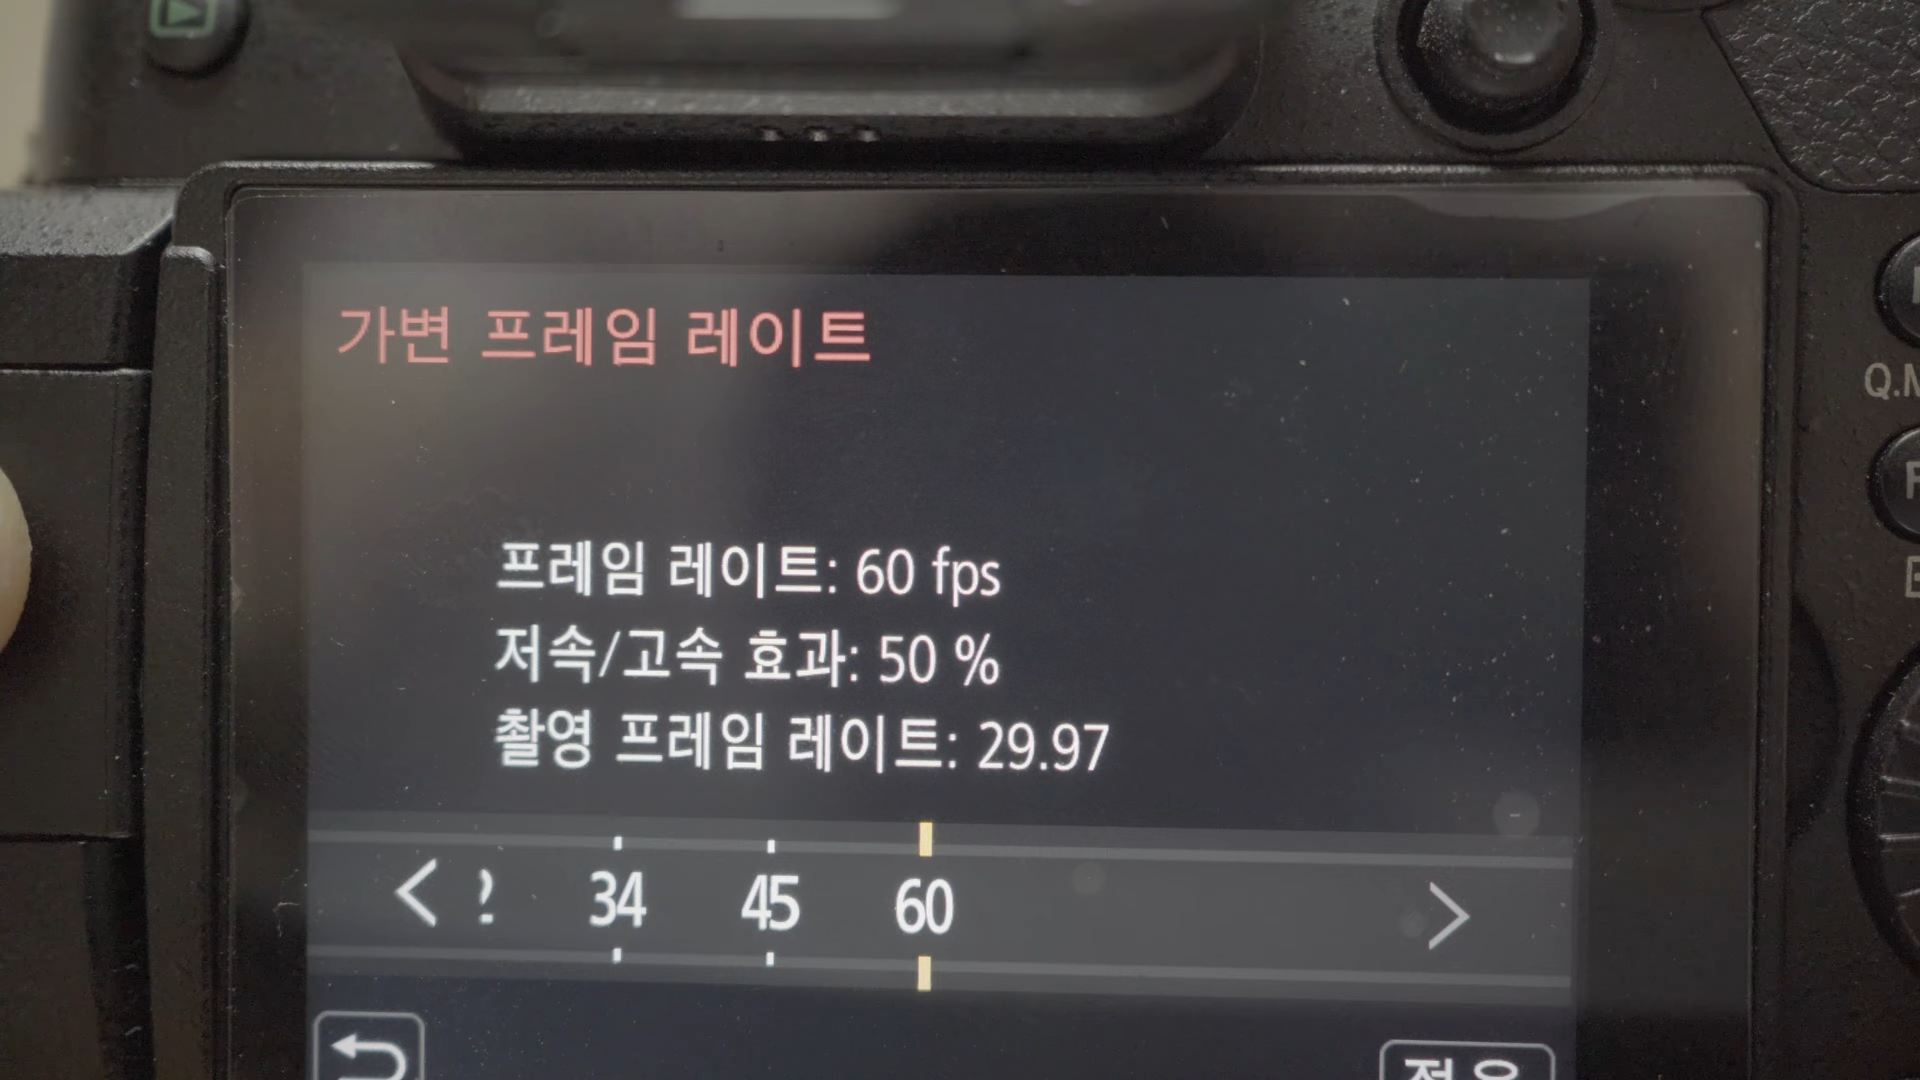 가변 프레임 레이트
Q.M
프레임 레이트: 60 fps
저속/고속 효과: 50 %
촬영 프레임 레이트: 29.97
34 45 60